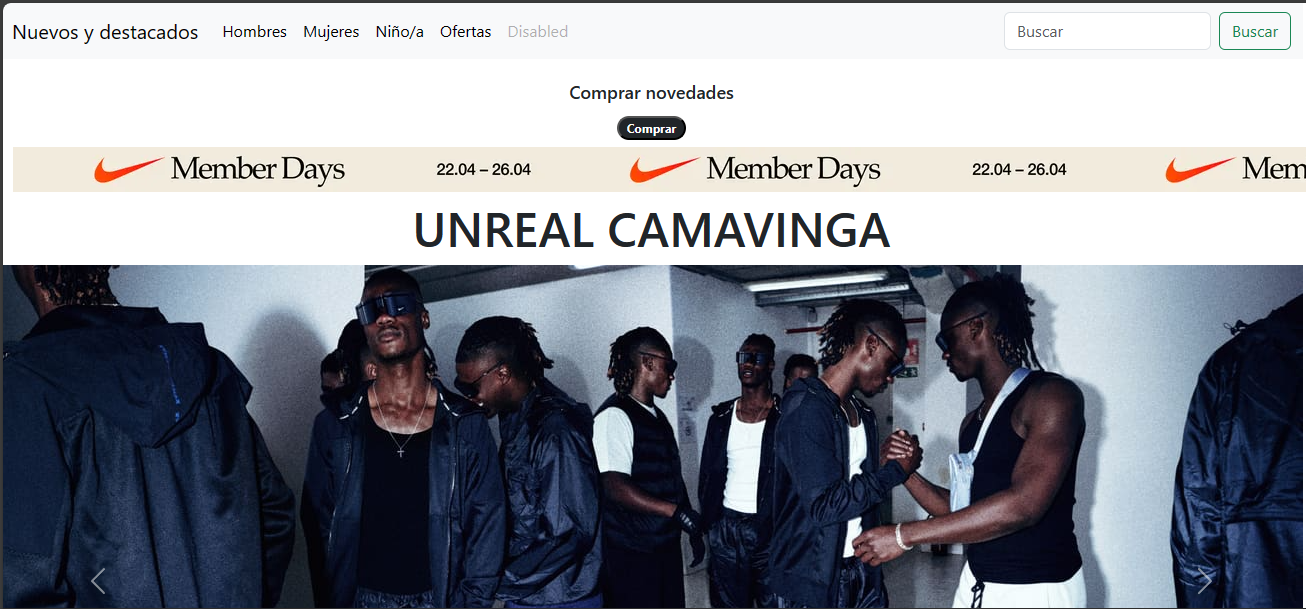 Nuevos y destacados Hombres Mujeres Niño/a Ofertas Disabled Buscar Buscar
Comprar novedades
Comprar
Member Days 22.04 – 26.04 Member Days 22.04 – 26.04 Mem
UNREAL CAMAVINGA